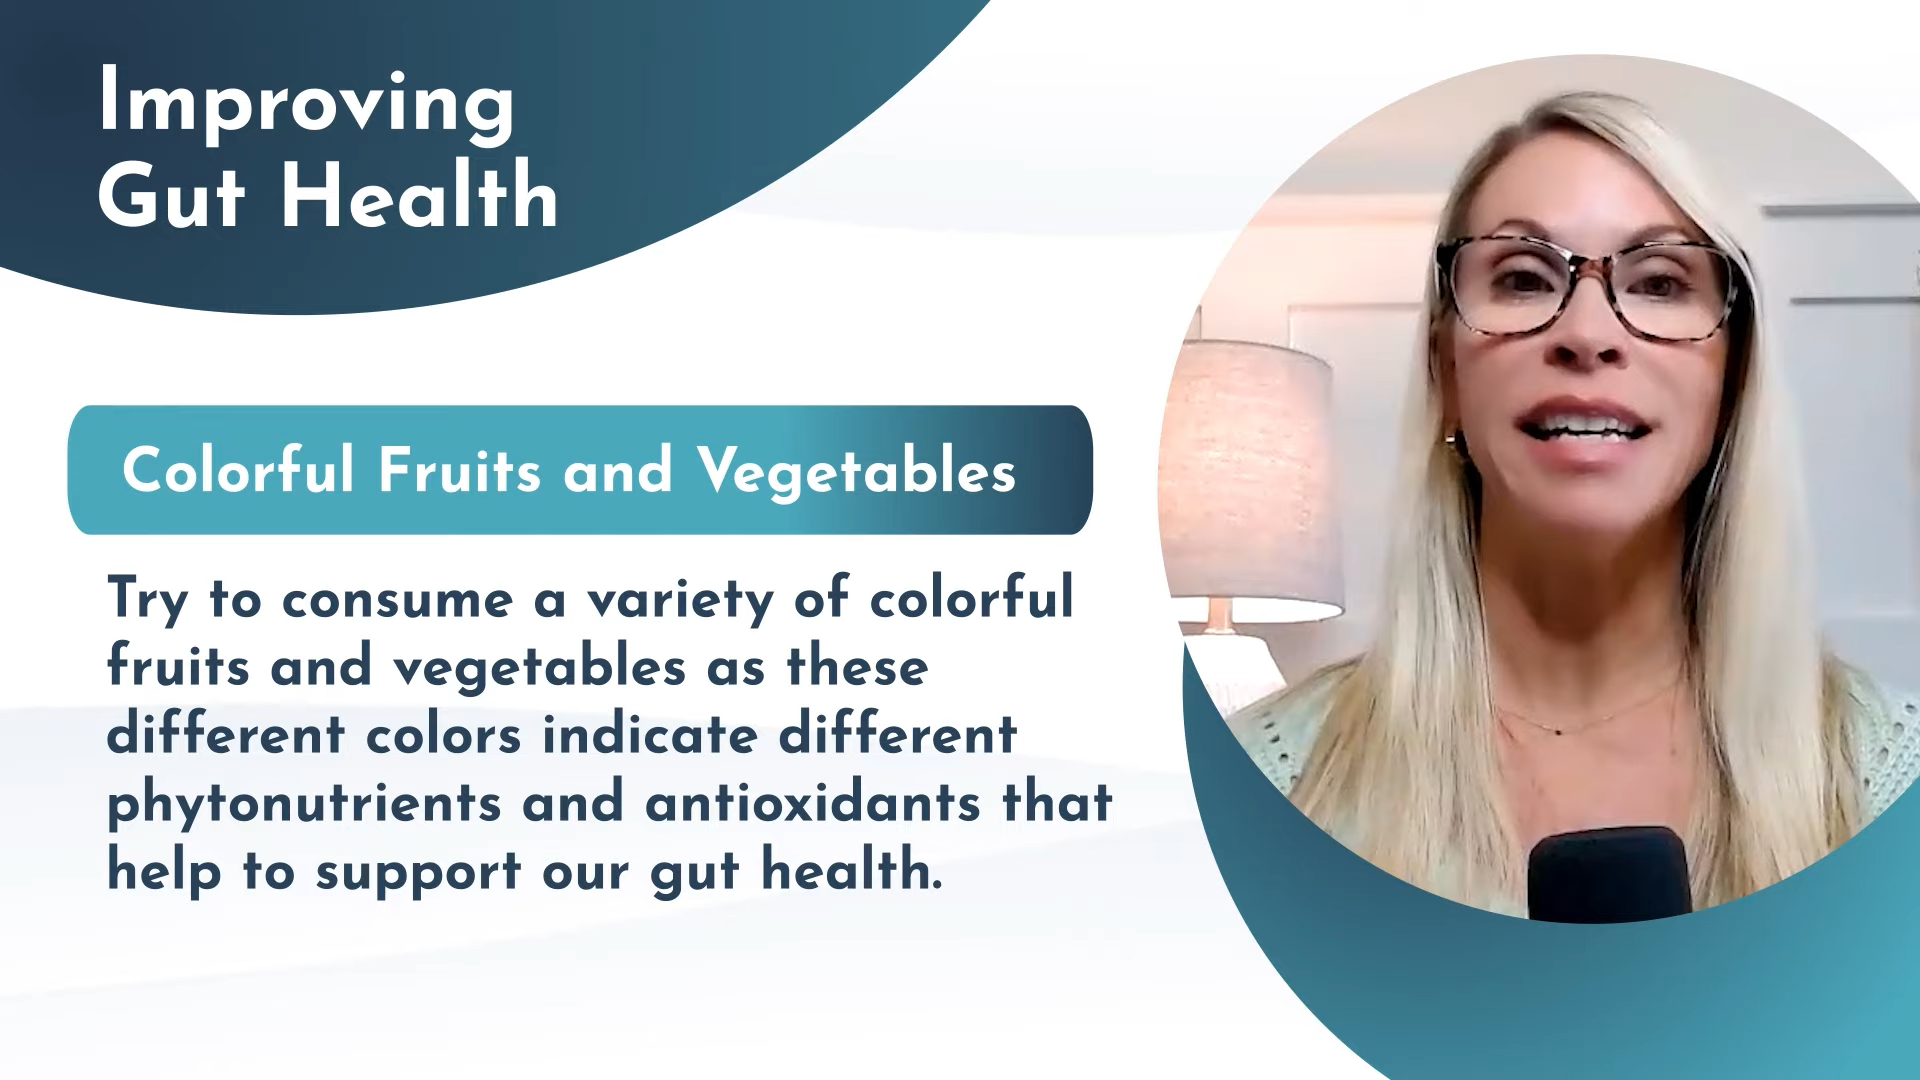 Improving
Gut Health
Colorful Fruits and Vegetables
Try to consume a variety of colorful
fruits and vegetables as these
different colors indicate different
phytonutrients and antioxidants that
help to support our gut health.